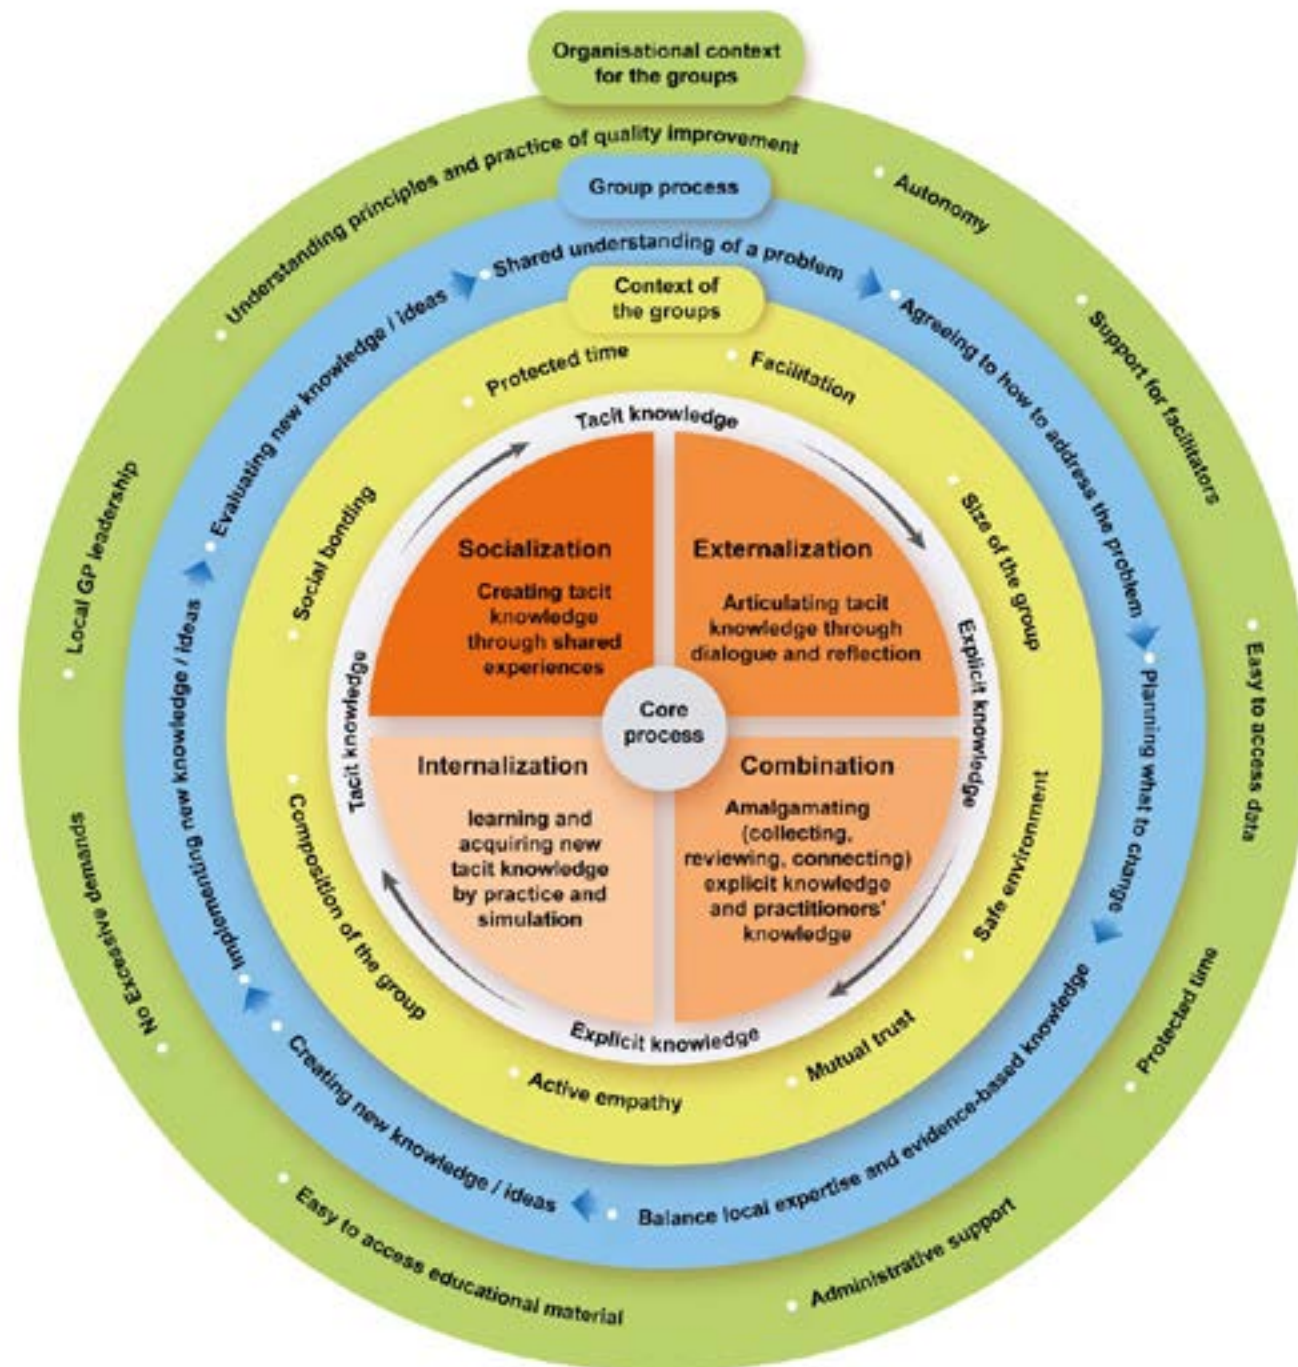 Organisational context
for the groups
Understanding principles and practice of quality improvement
Autonomy
Support for facilitators
Easy to access data
Protected time
Administrative support
Easy to access educational material
No Excessive demands
Local GP leadership
Group process
Shared understanding of a problem
Agreeing to how to address the problem
Planning what to change
Balance local expertise and evidence-based knowledge
Creating new knowledge / ideas
Implementing new knowledge / ideas
Evaluating new knowledge / ideas
Context of
the groups
Protected time
Facilitation
Size of the group
Safe environment
Mutual trust
Active empathy
Composition of the group
Social bonding
Tacit knowledge
Explicit knowledge
Explicit knowledge
Tacit knowledge
Socialization
Creating tacit
knowledge
through shared
experiences
Externalization
Articulating tacit
knowledge through
dialogue and reflection
Core
process
Internalization
learning and
acquiring new
tacit knowledge
by practice and
simulation
Combination
Amalgamating
(collecting,
reviewing, connecting)
explicit knowledge
and practitioners'
knowledge